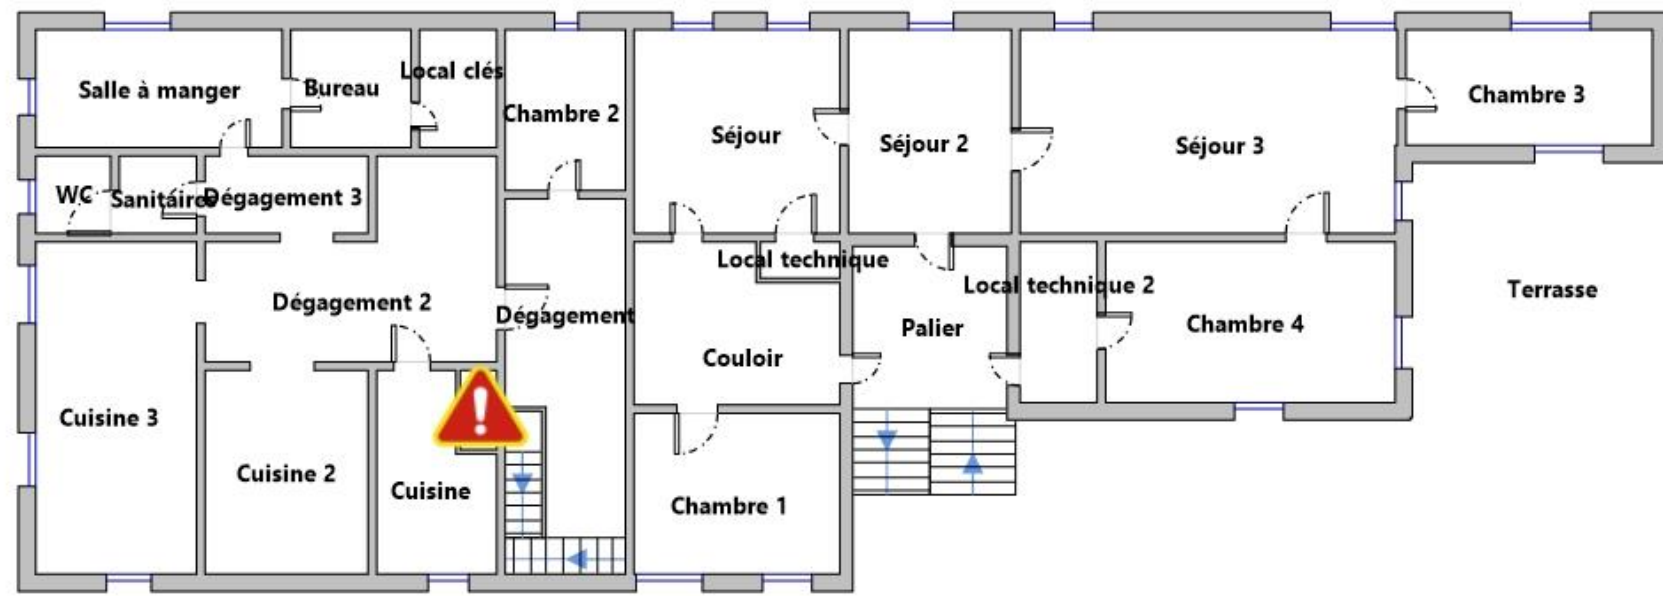 Salle à manger
Bureau
Local clés
Chambre 2
Séjour
Séjour 2
Séjour 3
Chambre 3
WC
Sanitaires
Dégagement 3
Dégagement 2
Dégagement
Local technique
Local technique 2
Terrasse
Palier
Chambre 4
Couloir
Cuisine 3
Cuisine 2
Cuisine
Chambre 1
!